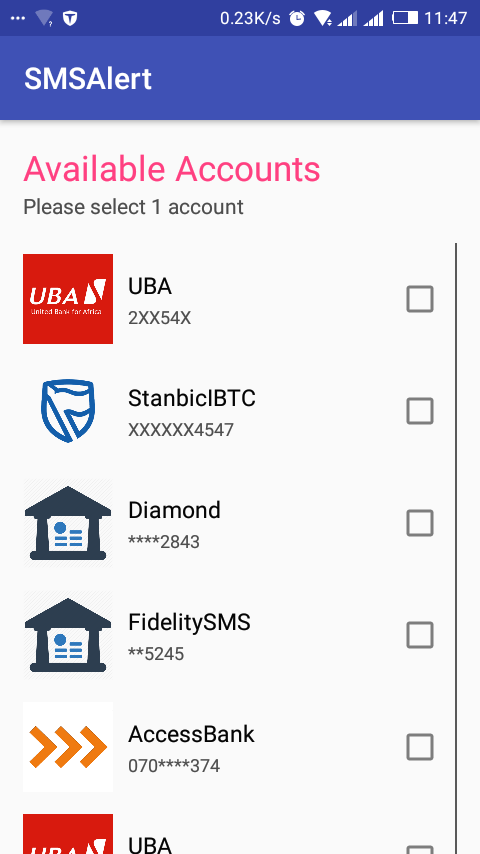 0.23K/s 11:47
SMSAlert
Available Accounts
Please select 1 account
UBA
United Bank for Africa
UBA
2XX54X
StanbicIBTC
XXXXXX4547
Diamond
****2843
FidelitySMS
**5245
AccessBank
070****374
UBA
UBA